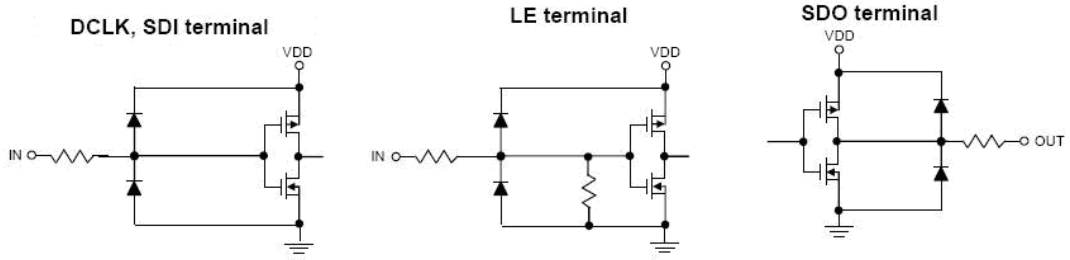 DCLK, SDI terminal
VDD
IN
LE terminal
VDD
IN
SDO terminal
VDD
OUT